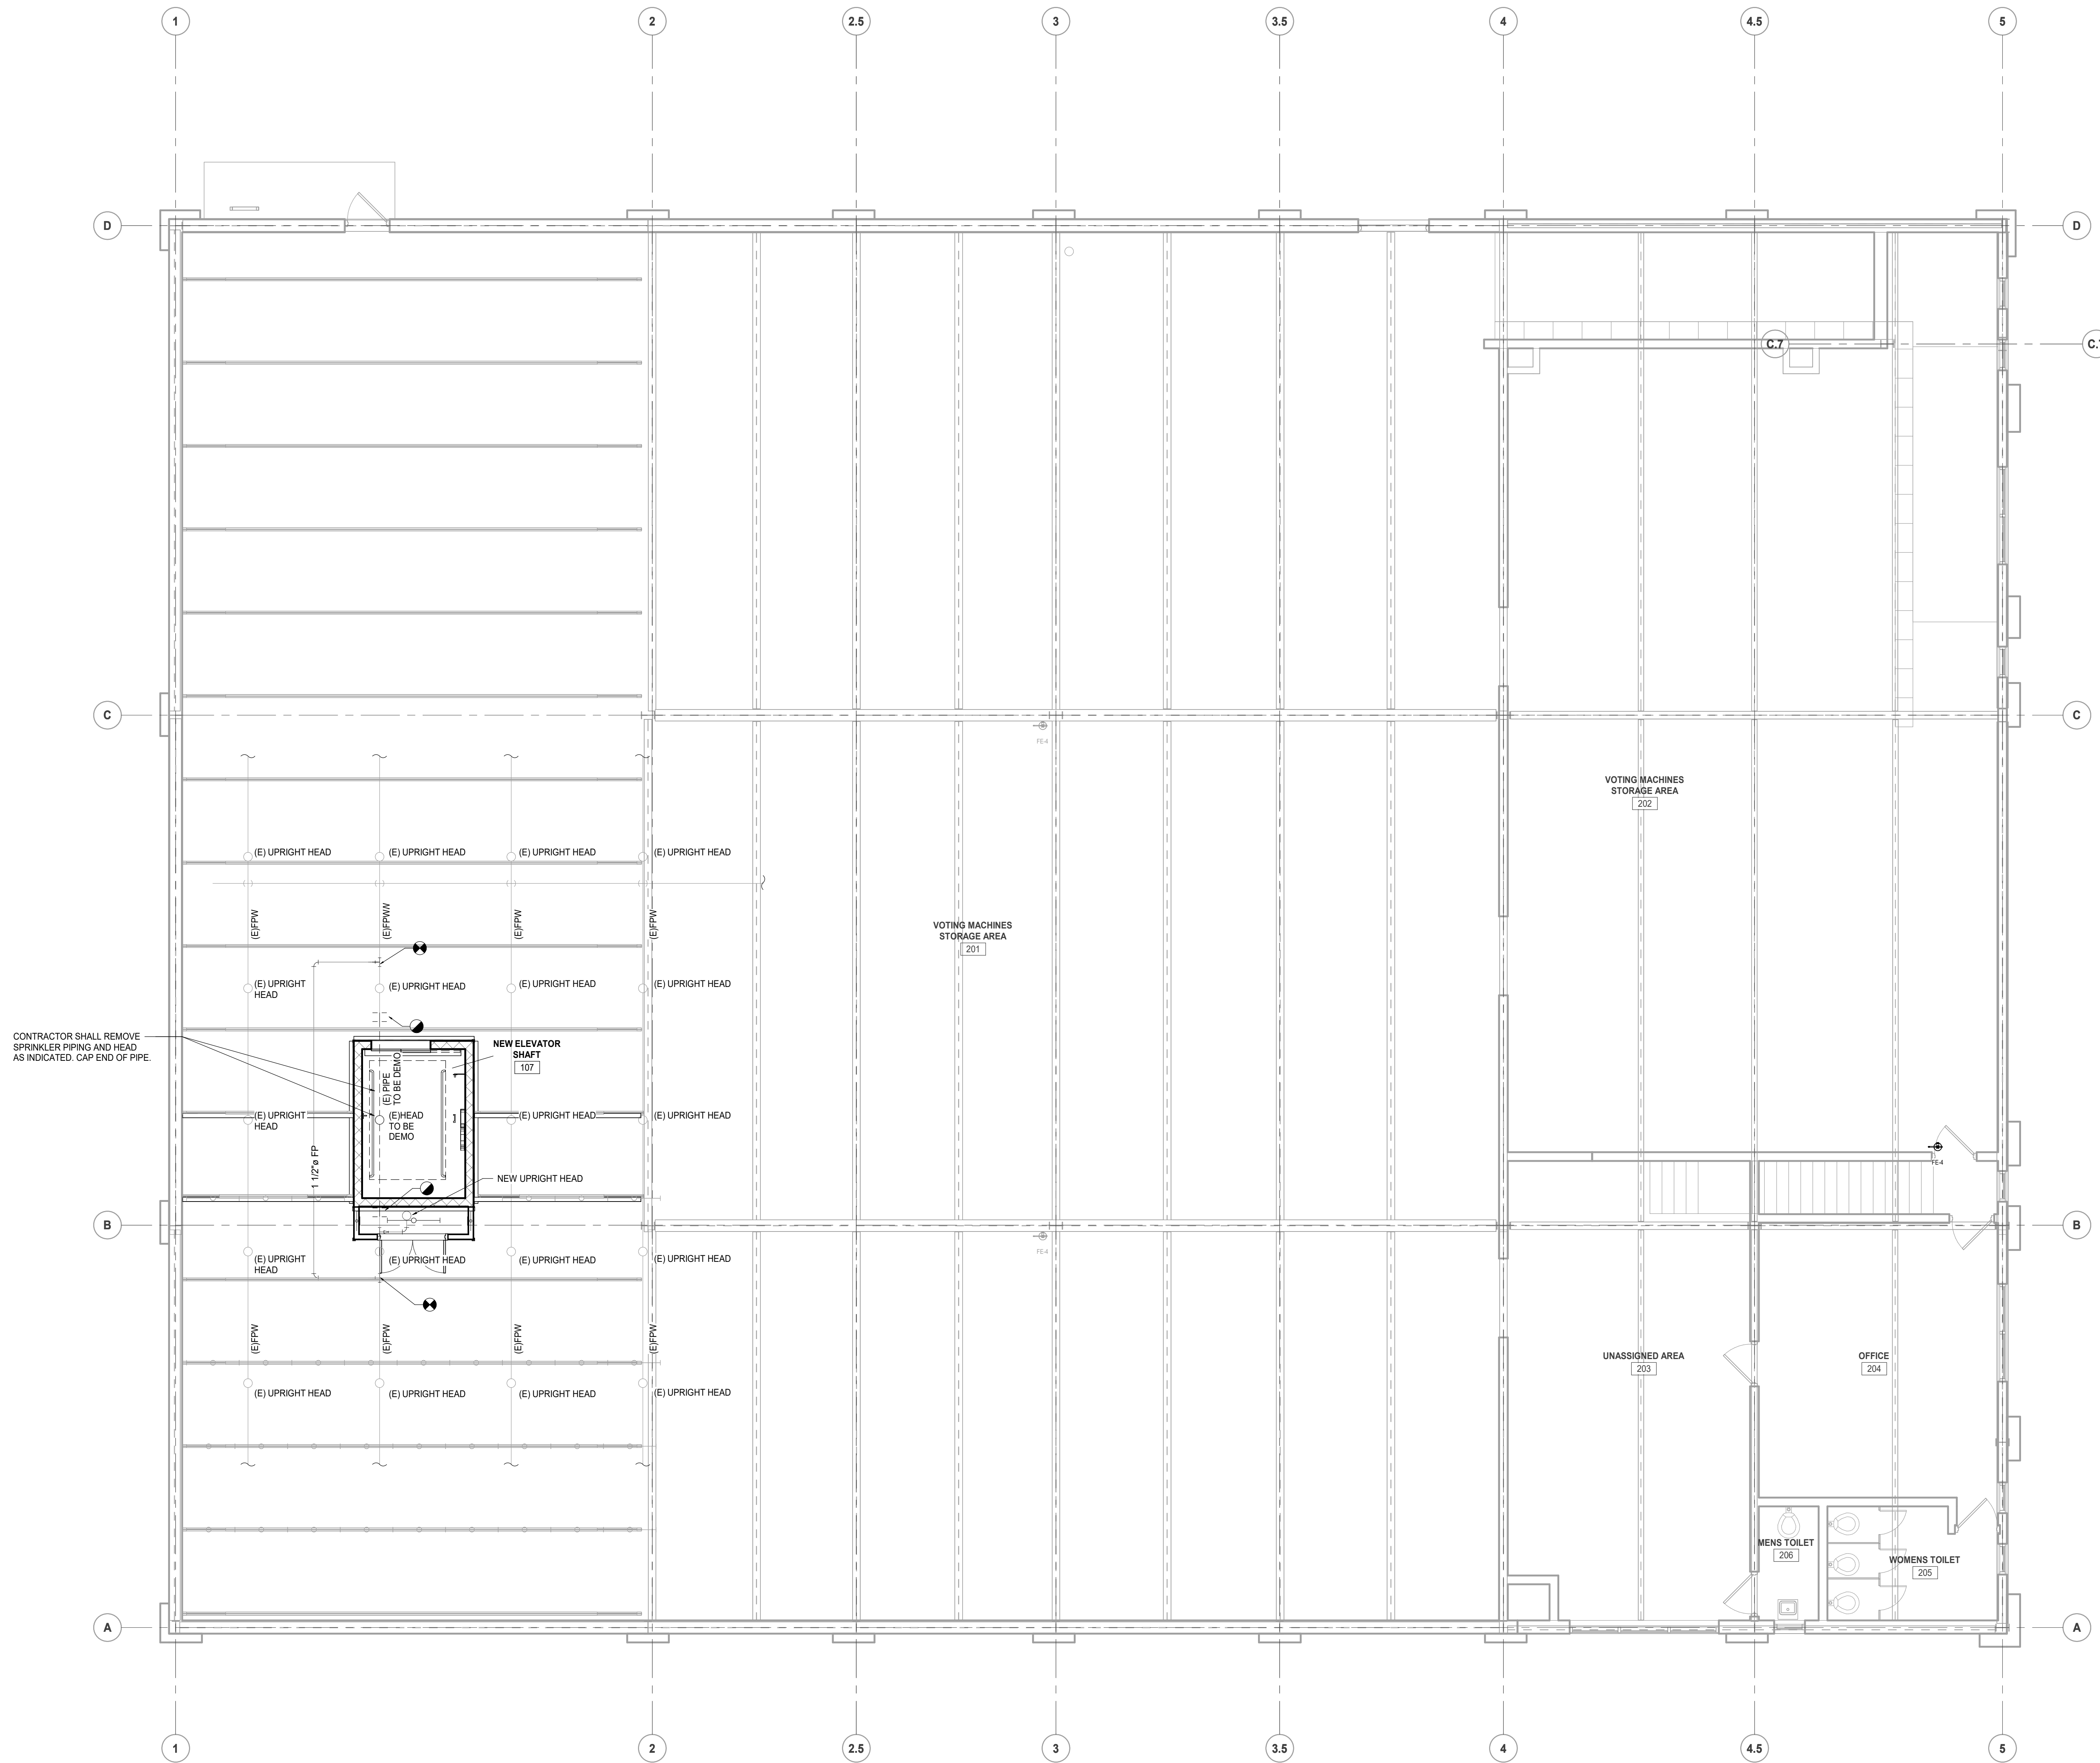 1
2
2.5
3
3.5
4
4.5
5
D
D
C.7
C
C
FE-4
VOTING MACHINES
STORAGE AREA
202
(E) UPRIGHT HEAD
(E) UPRIGHT HEAD
(E) UPRIGHT HEAD
(E) UPRIGHT HEAD
(E)FPW
(E)FPW
(E)FPW
VOTING MACHINES
STORAGE AREA
201
(E) UPRIGHT
HEAD
(E) UPRIGHT HEAD
(E) UPRIGHT HEAD
(E) UPRIGHT HEAD
CONTRACTOR SHALL REMOVE
SPRINKLER PIPING AND HEAD
AS INDICATED. CAP END OF PIPE.
NEW ELEVATOR
SHAFT
107
(E) PIPE
TO BE DEMO
(E) UPRIGHT
HEAD
(E)HEAD
TO BE
DEMO
(E) UPRIGHT HEAD
(E) UPRIGHT HEAD
1 1/2"ø FP
NEW UPRIGHT HEAD
FE-4
B
B
FE-4
(E) UPRIGHT
HEAD
(E) UPRIGHT HEAD
(E) UPRIGHT HEAD
(E) UPRIGHT HEAD
(E)FPW
(E)FPW
(E)FPW
(E)FPW
UNASSIGNED AREA
203
OFFICE
204
(E) UPRIGHT HEAD
(E) UPRIGHT HEAD
(E) UPRIGHT HEAD
(E) UPRIGHT HEAD
MENS TOILET
206
WOMENS TOILET
205
A
A
1
2
2.5
3
3.5
4
4.5
5